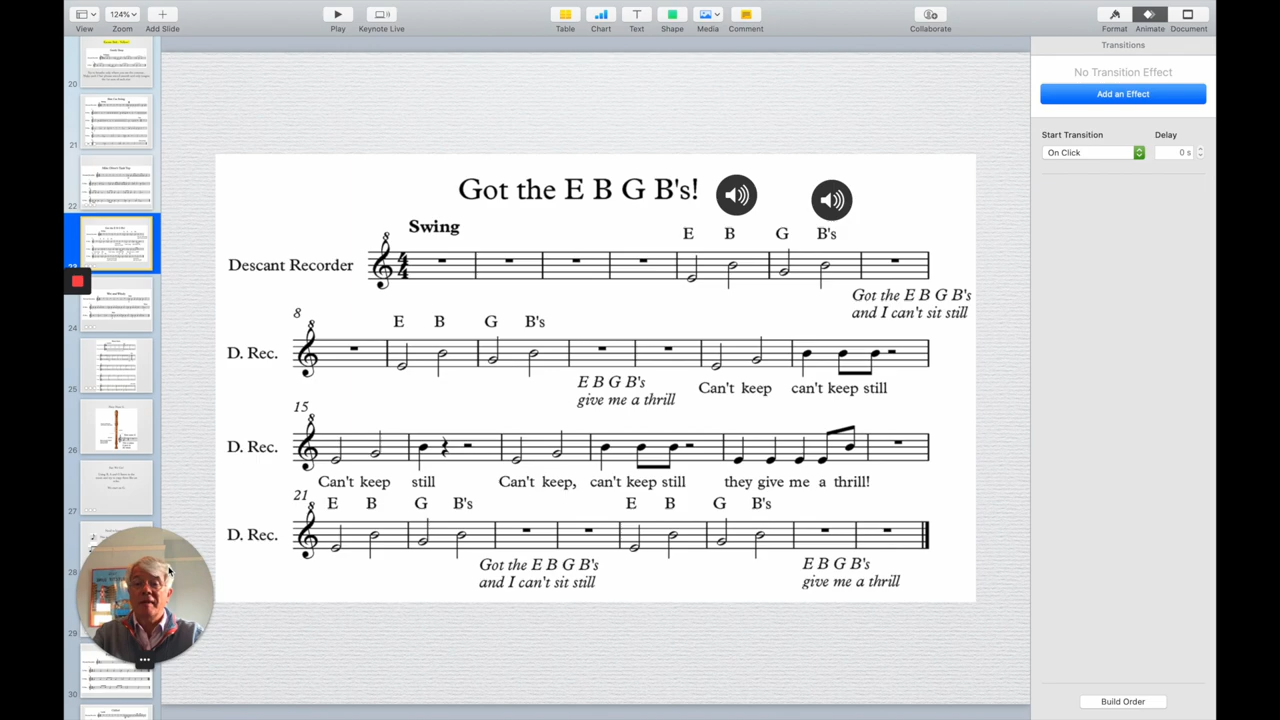 124%
View Zoom Add Slide Play Keynote Live Table Chart Text Shape Media Comment Collaborate Format Animate Document
Transitions
No Transition Effect
Add an Effect
Start Transition Delay
On Click 0 s
Build Order
20
21
22
23
24
25
26
27
28
29
30
Got the E B G B's!
Swing
E B G B's
Descant Recorder
Got the E B G B's
and I can't sit still
8
E B G B's
D. Rec.
E B G B's
give me a thrill
Can't keep can't keep still
15
D. Rec.
Can't keep still Can't keep, can't keep still they give me a thrill!
21
E B G B's E B G B's
D. Rec.
Got the E B G B's
and I can't sit still
E B G B's
give me a thrill